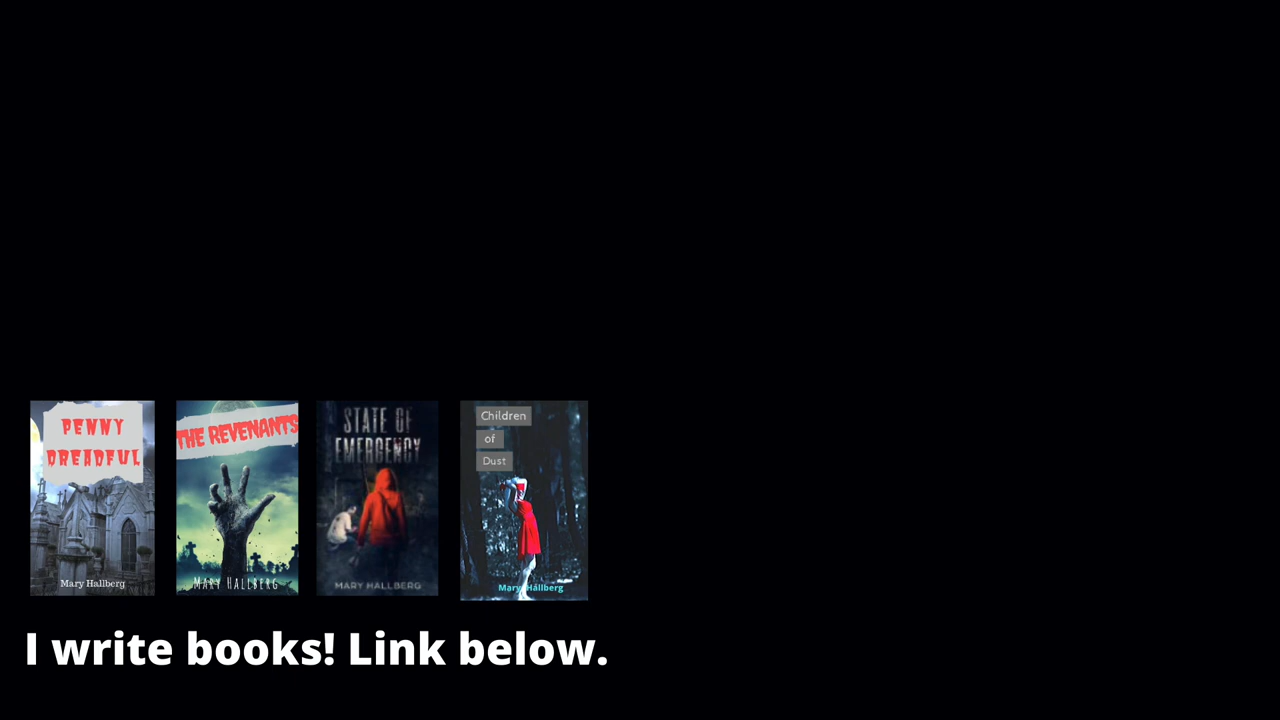 PENNY
DREADFUL
Mary Hallberg
THE REVENANTS
MARY HALLBERG
STATE OF
EMERGENCY
MARY HALLBERG
Children
of
Dust
Mary Hallberg
I write books! Link below.